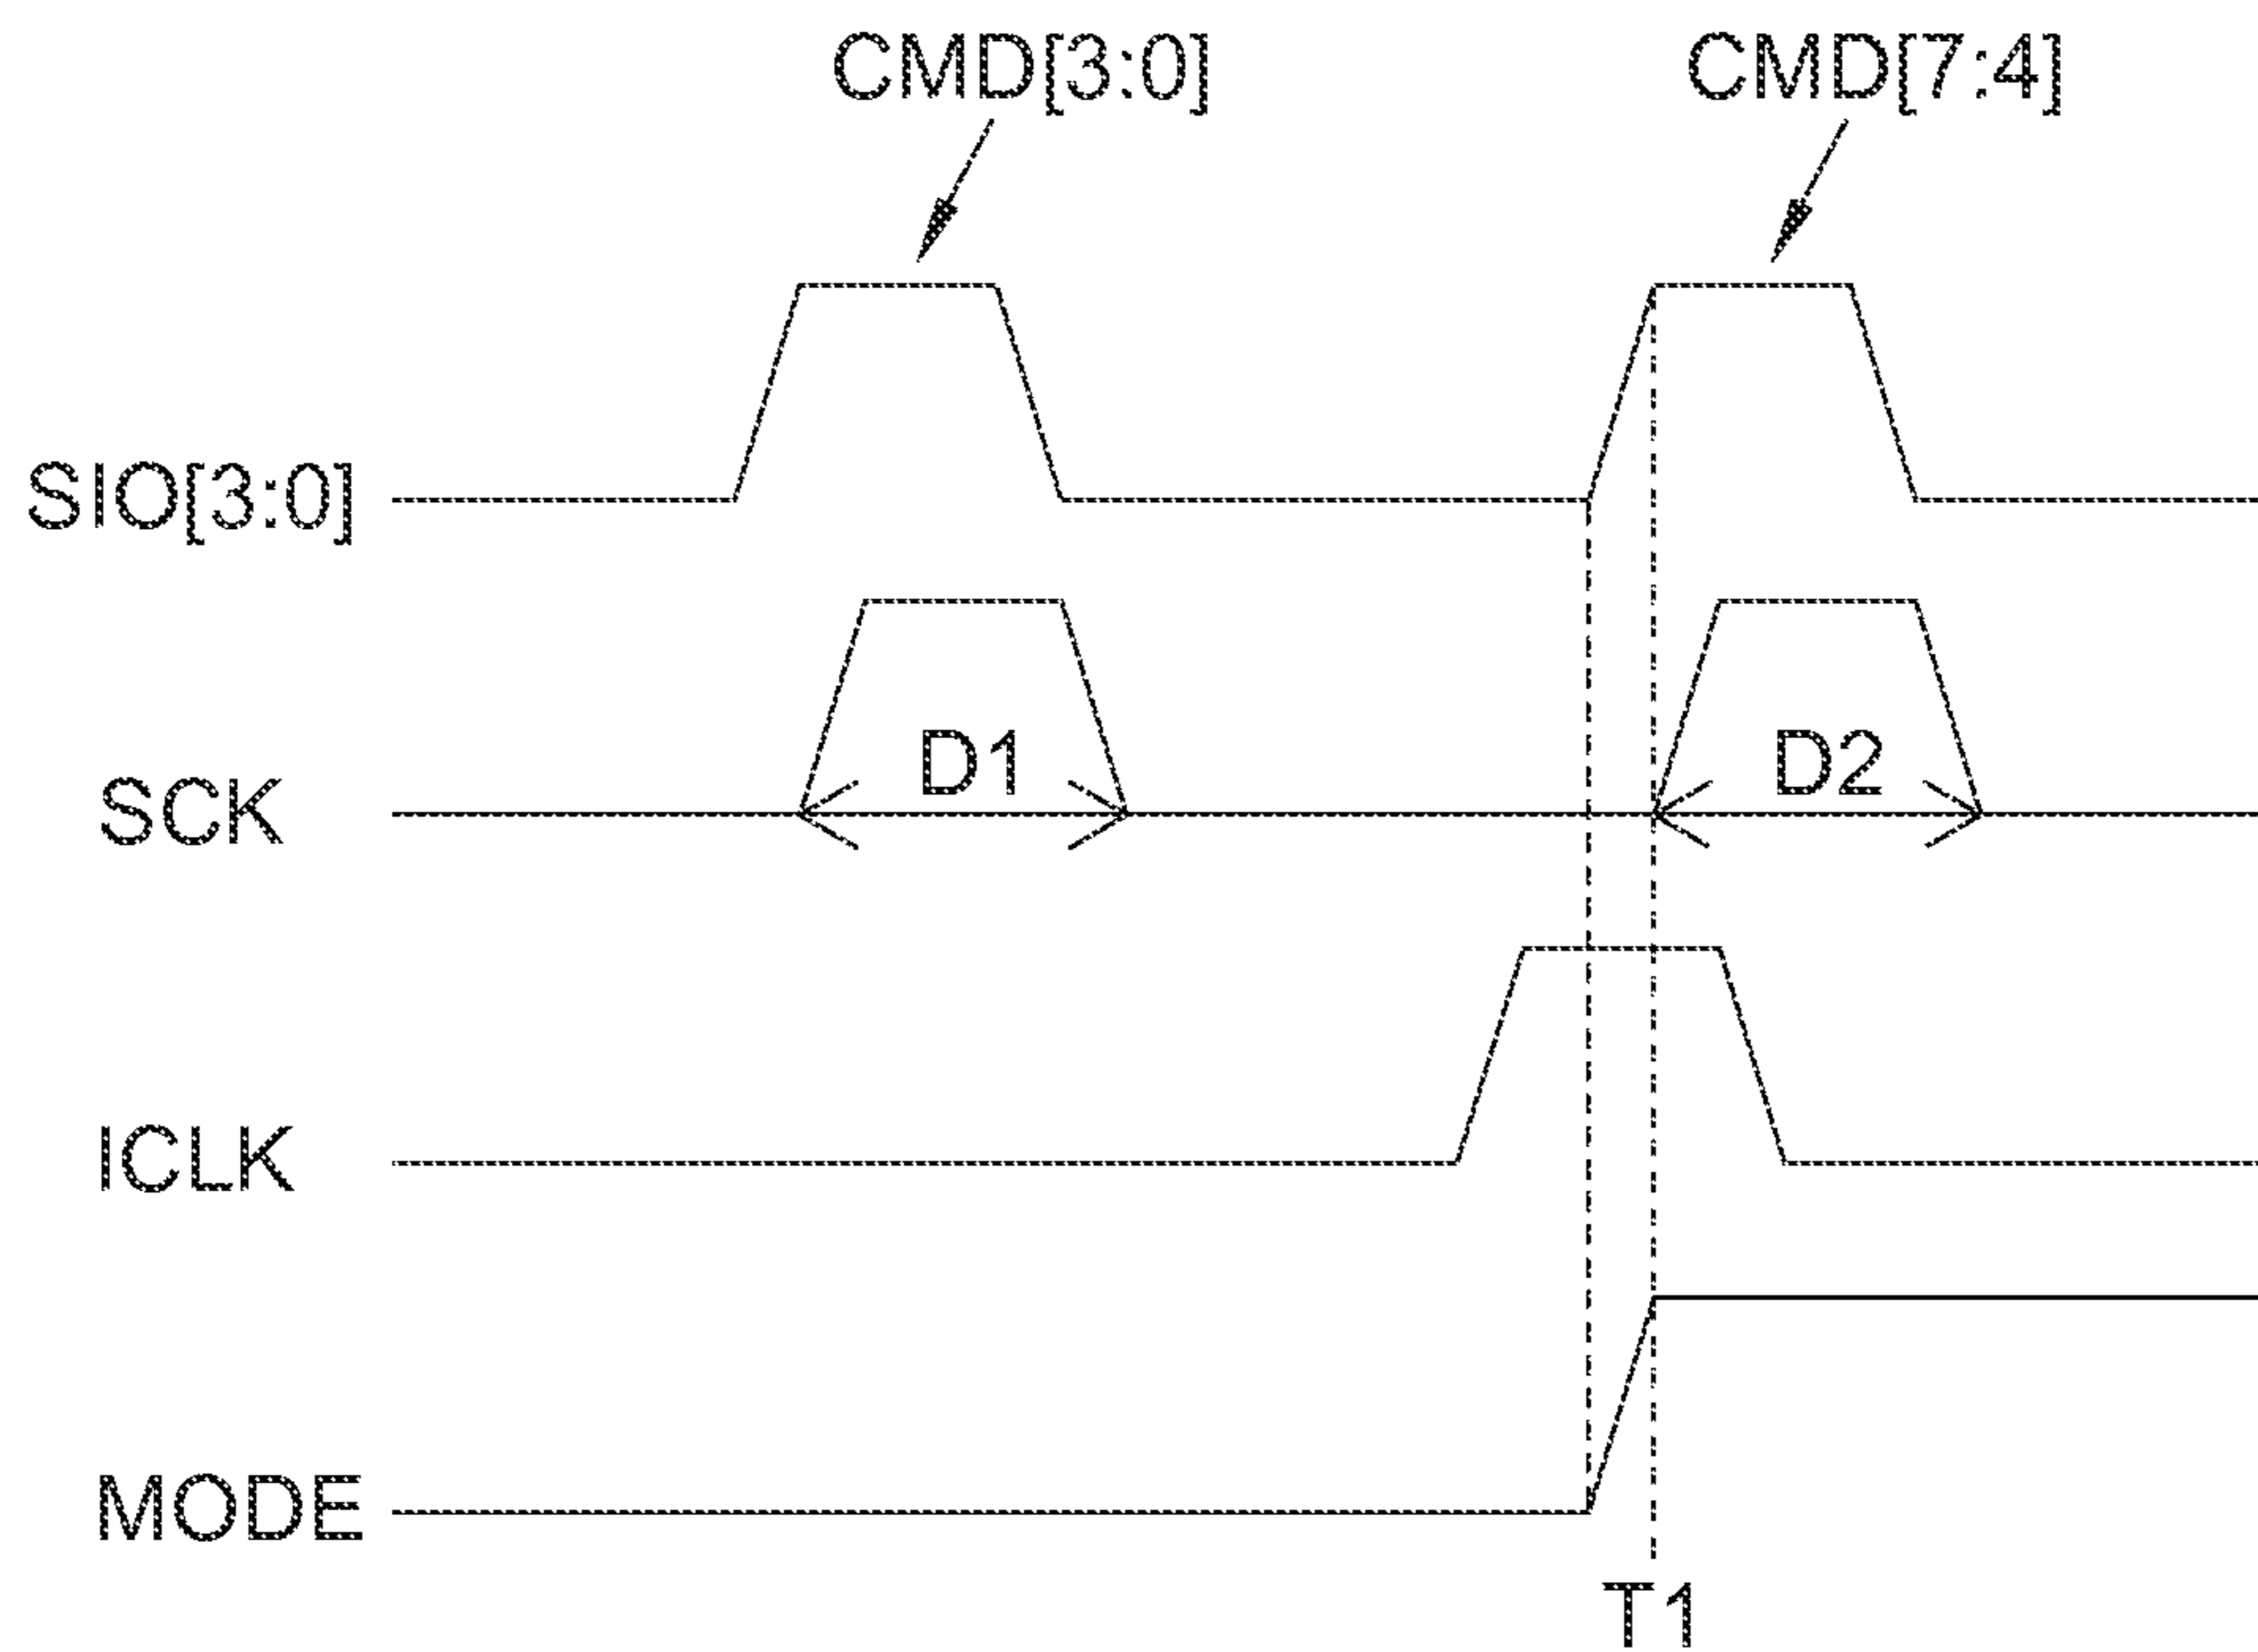 CMD[3:0] CMD[7:4]
SIO[3:0]
D1 D2
SCK
ICLK
MODE
T1